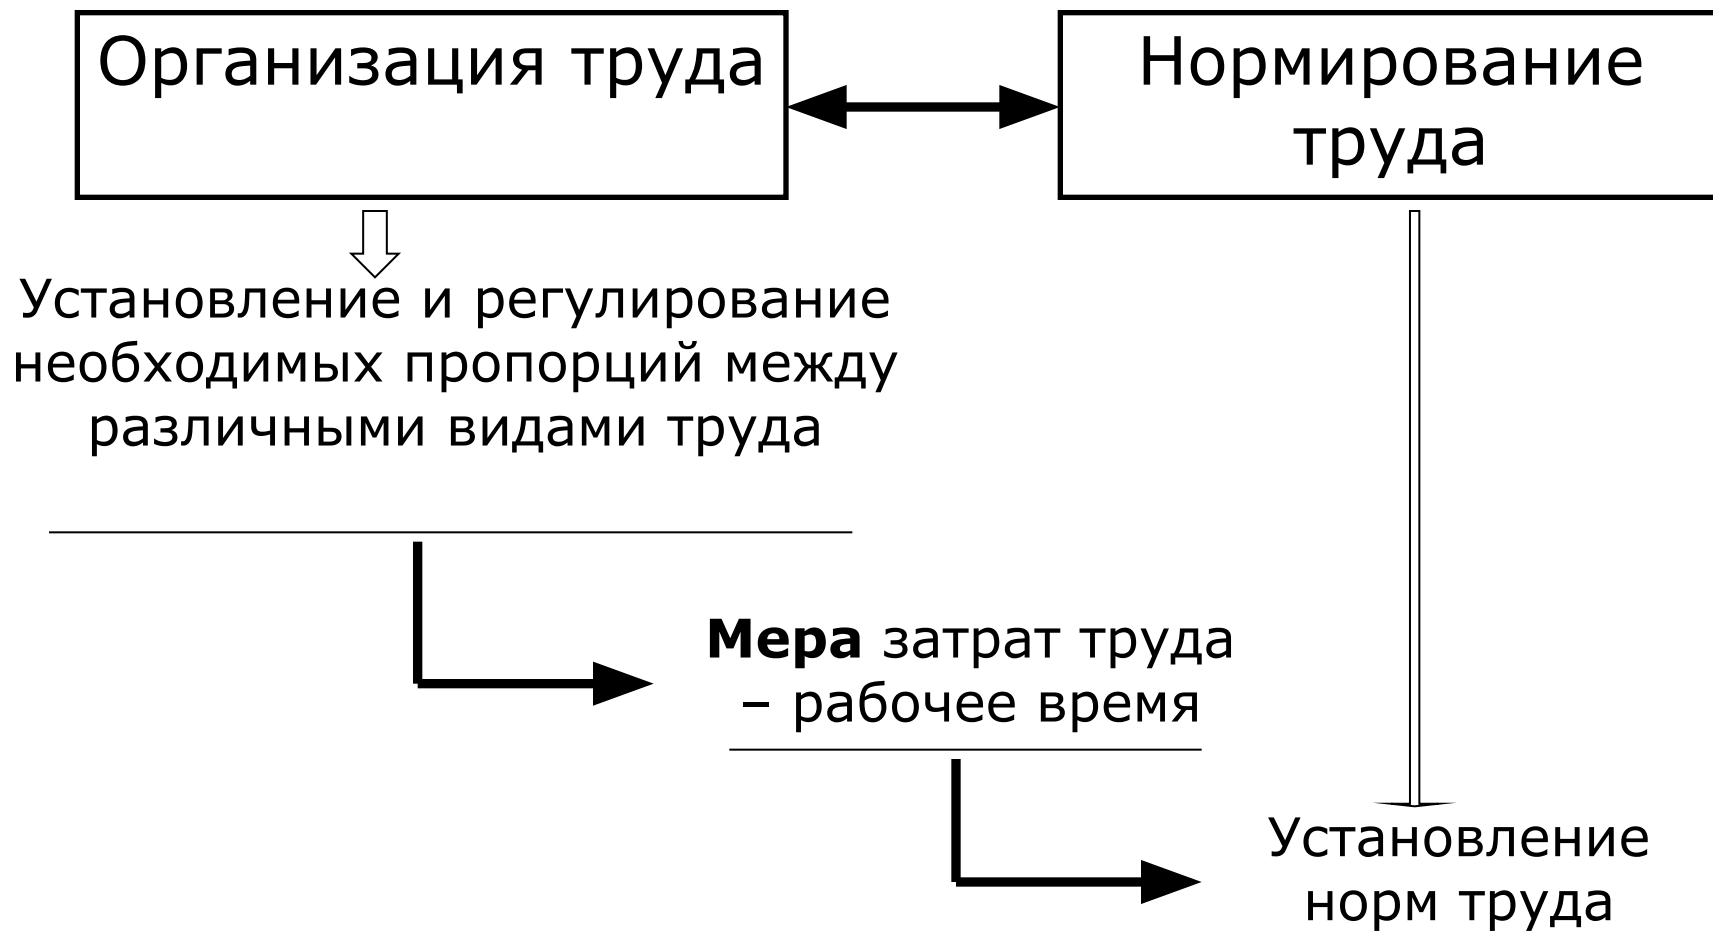 Организация труда
Нормирование
труда
Установление и регулирование
необходимых пропорций между
различными видами труда
Мера затрат труда
– рабочее время
Установление
норм труда